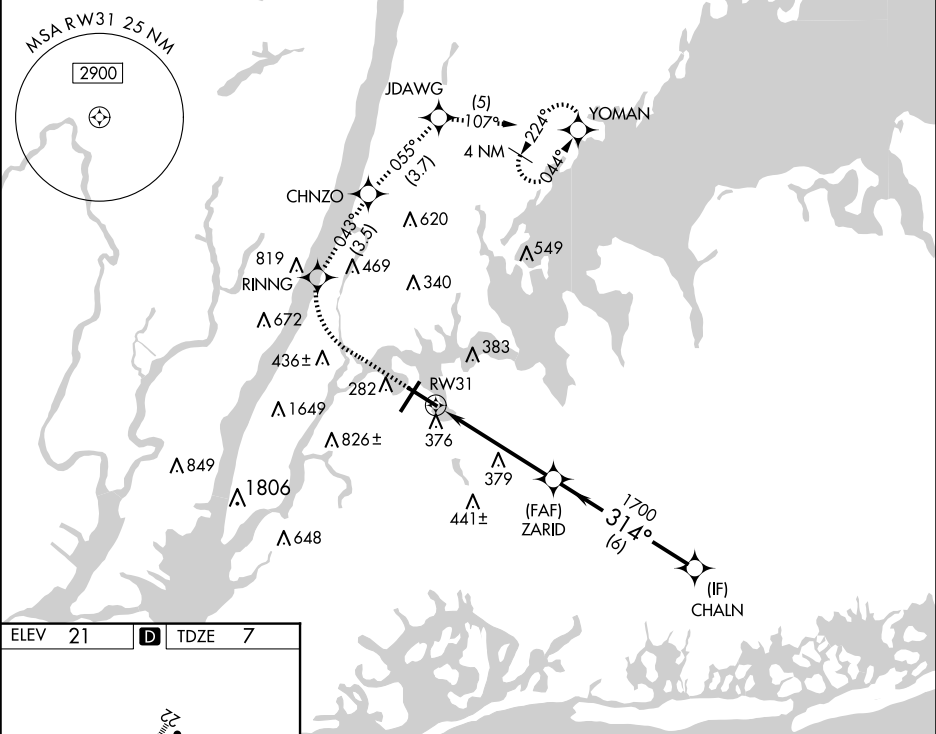 MSA RW31 25 NM
2900
JDAWG
(5)
107°
YOMAN
224°
4 NM
044°
055°
(3.7)
CHNZO
043°
(3.5)
620
549
819
469
RINNG
340
672
436±
383
282
RW31
1649
376
826±
849
379
1806
441±
(FAF)
ZARID
1700
314°
(6)
648
(IF)
CHALN
ELEV 21 D TDZE 7
22